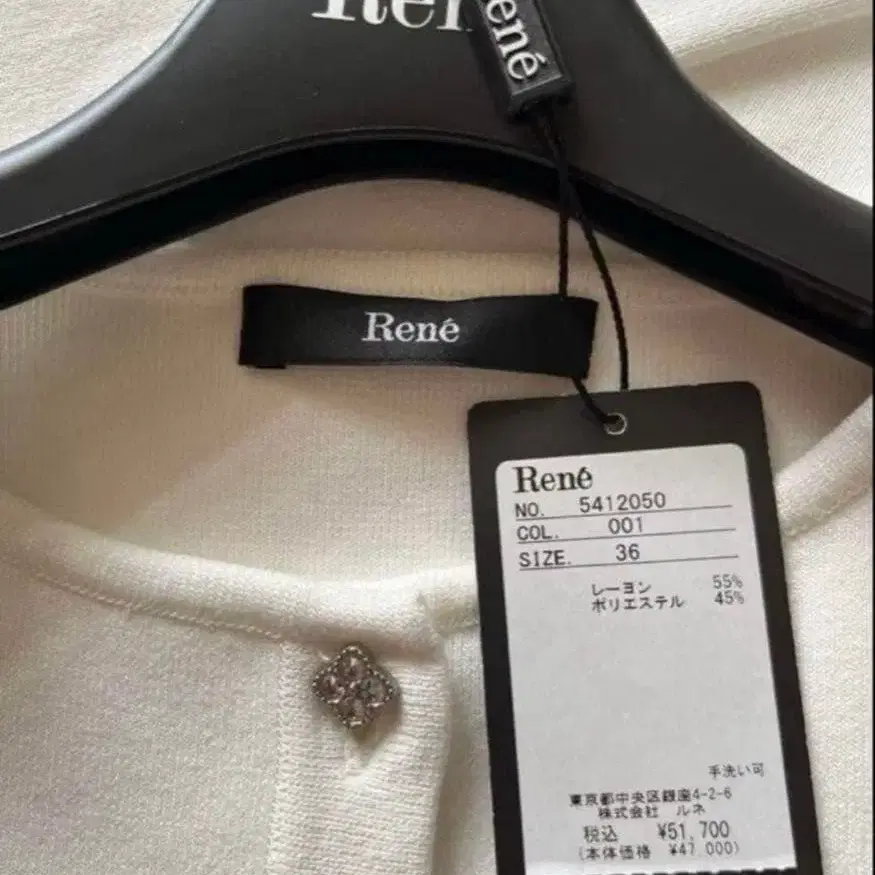 René
René
René
NO. 5412050
COL. 001
SIZE. 36
レーヨン 55%
ポリエステル 45%
手洗い可
東京都中央区銀座4-2-6
株式会社 ルネ
税込 ¥51,700
(本体価格 ¥47,000)